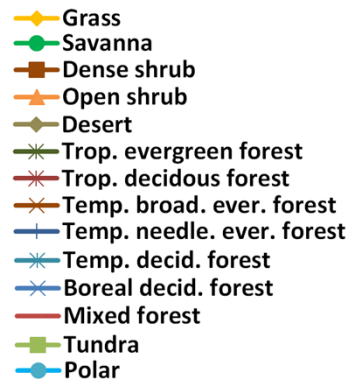 Grass
Savanna
Dense shrub
Open shrub
Desert
Trop. evergreen forest
Trop. decidous forest
Temp. broad. ever. forest
Temp. needle. ever. forest
Temp. decid. forest
Boreal decid. forest
Mixed forest
Tundra
Polar